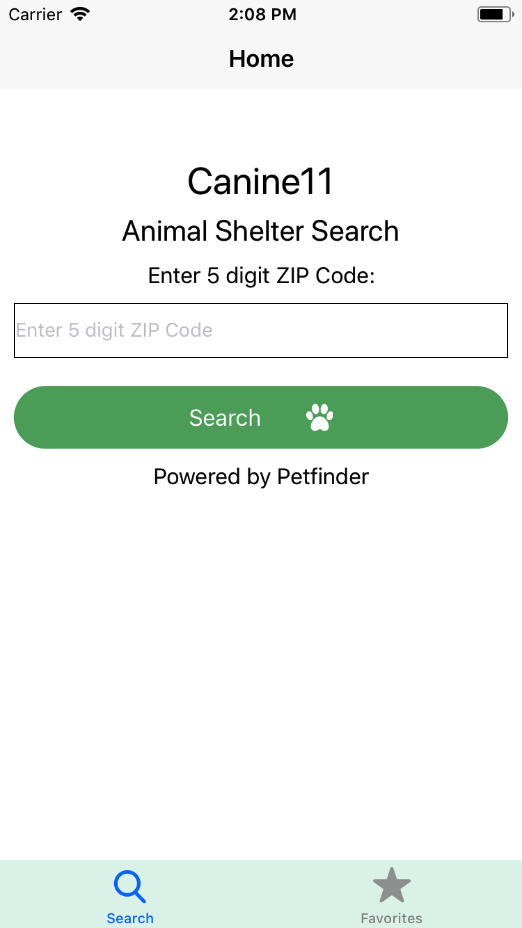 Carrier 2:08 PM
Home
Canine11
Animal Shelter Search
Enter 5 digit ZIP Code:
Enter 5 digit ZIP Code
Search
Powered by Petfinder
Search Favorites